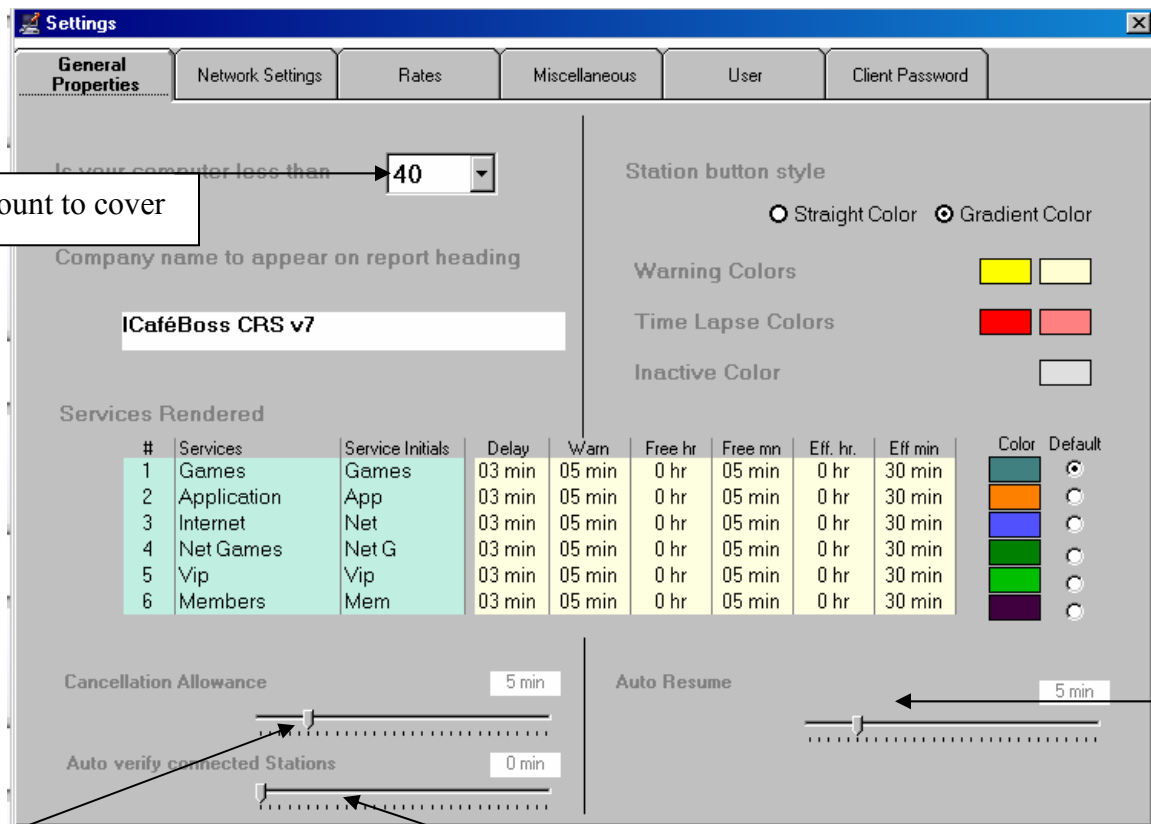 Settings
General Properties
Network Settings
Rates
Miscellaneous
User
Client Password
Is your computer less than
40
ount to cover
Company name to appear on report heading
ICaféBoss CRS v7
Station button style
Straight Color
Gradient Color
Warning Colors
Time Lapse Colors
Inactive Color
Services Rendered
# Services Service Initials Delay Warn Free hr Free mn Eff. hr. Eff min Color Default
1 Games Games 03 min 05 min 0 hr 05 min 0 hr 30 min
2 Application App 03 min 05 min 0 hr 05 min 0 hr 30 min
3 Internet Net 03 min 05 min 0 hr 05 min 0 hr 30 min
4 Net Games Net G 03 min 05 min 0 hr 05 min 0 hr 30 min
5 Vip Vip 03 min 05 min 0 hr 05 min 0 hr 30 min
6 Members Mem 03 min 05 min 0 hr 05 min 0 hr 30 min
Cancellation Allowance 5 min
Auto Resume 5 min
Auto verify connected Stations 0 min